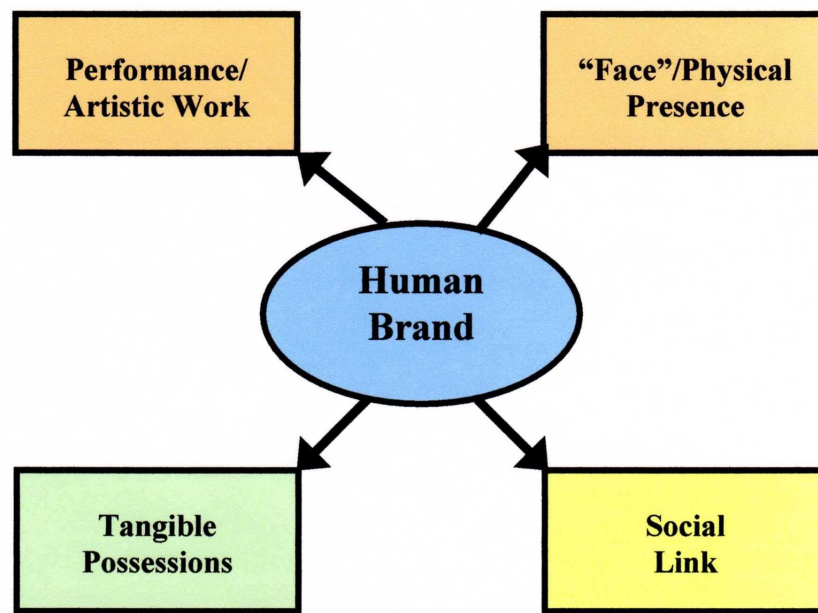 Performance/
Artistic Work
“Face”/Physical
Presence
Human
Brand
Tangible
Possessions
Social
Link